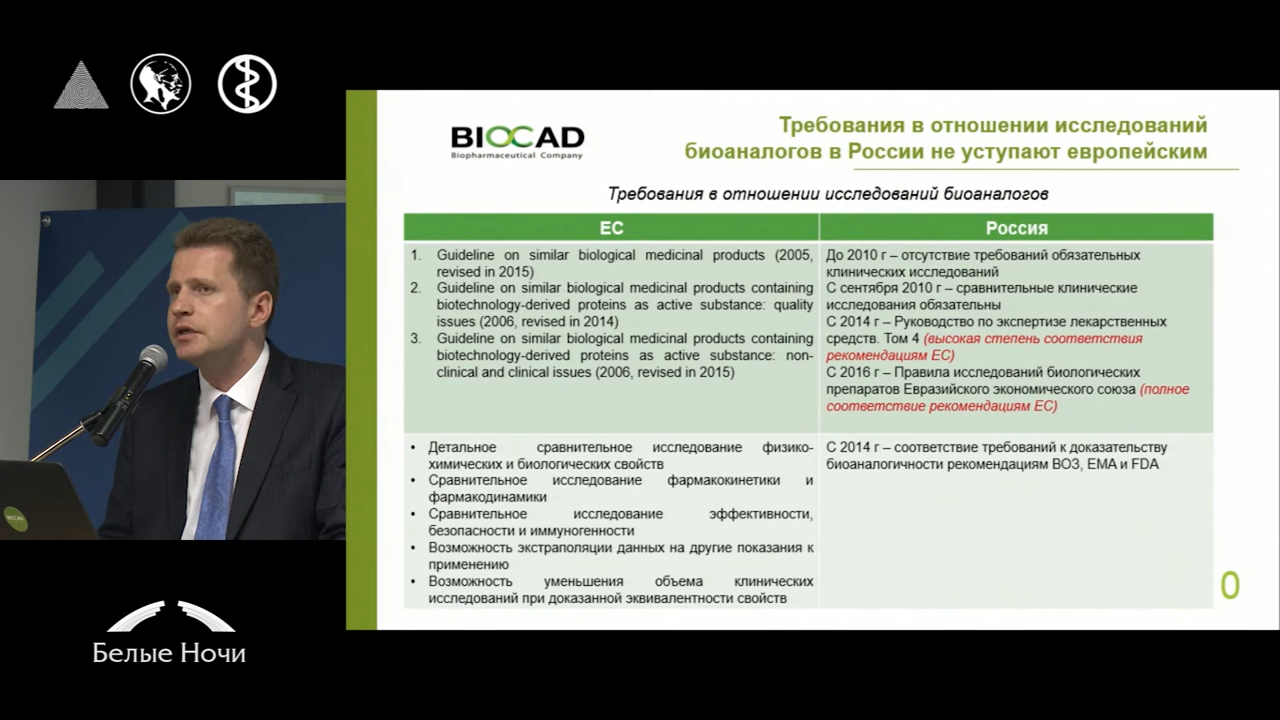 BIOCAD
Biopharmaceutical Company
Требования в отношении исследований
биоаналогов в России не уступают европейским
Требования в отношении исследований биоаналогов
ЕС
Россия
1. Guideline on similar biological medicinal products (2005,
revised in 2015)
2. Guideline on similar biological medicinal products containing
biotechnology-derived proteins as active substance: quality
issues (2006, revised in 2014)
3. Guideline on similar biological medicinal products containing
biotechnology-derived proteins as active substance: non-
clinical and clinical issues (2006, revised in 2015)
До 2010 г – отсутствие требований обязательных
клинических исследований
С сентября 2010 г – сравнительные клинические
исследования обязательны
С 2014 г – Руководство по экспертизе лекарственных
средств. Том 4 (высокая степень соответствия
рекомендациям ЕС)
С 2016 г – Правила исследований биологических
препаратов Евразийского экономического союза (полное
соответствие рекомендациям ЕС)
• Детальное сравнительное исследование физико-
химических и биологических свойств
• Сравнительное исследование фармакокинетики и
фармакодинамики
• Сравнительное исследование эффективности,
безопасности и иммуногенности
• Возможность экстраполяции данных на другие показания к
применению
• Возможность уменьшения объема клинических
исследований при доказанной эквивалентности свойств
С 2014 г – соответствие требований к доказательству
биоаналогичности рекомендациям ВОЗ, EMA и FDA
0
BIOCAD
Белые Ночи